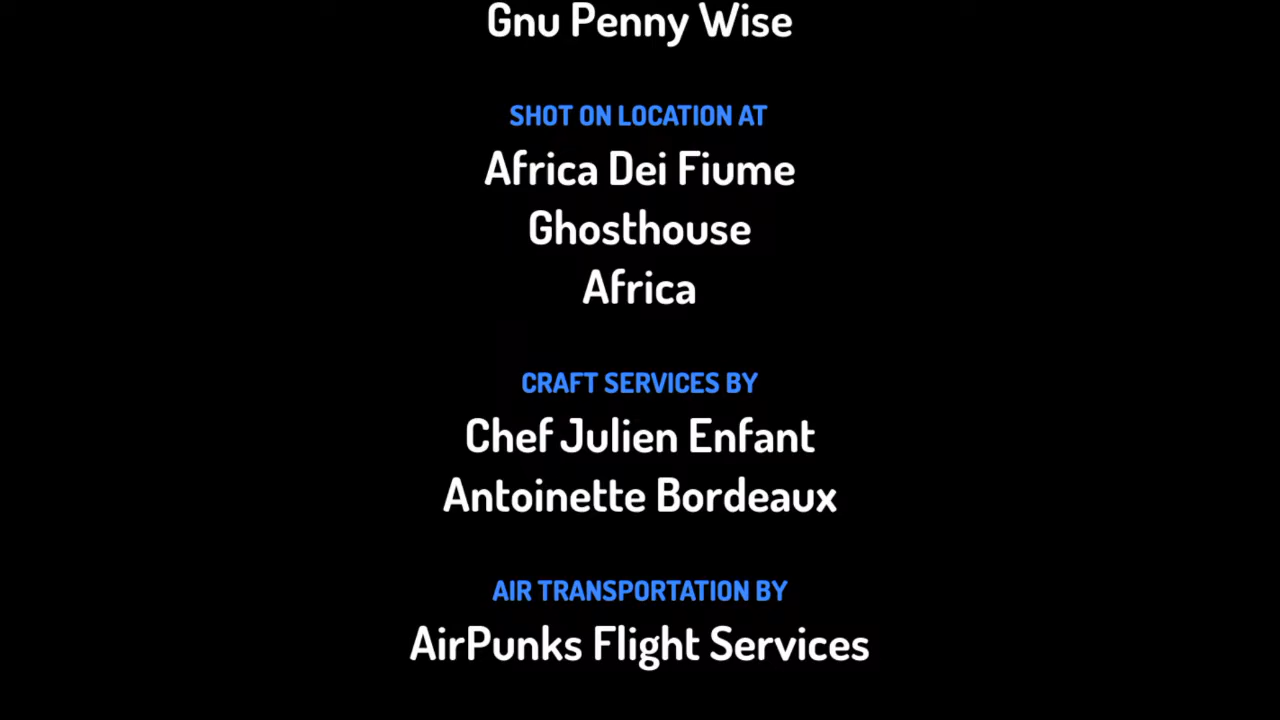 Gnu Penny Wise
SHOT ON LOCATION AT
Africa Dei Fiume
Ghosthouse
Africa
CRAFT SERVICES BY
Chef Julien Enfant
Antoinette Bordeaux
AIR TRANSPORTATION BY
AirPunks Flight Services